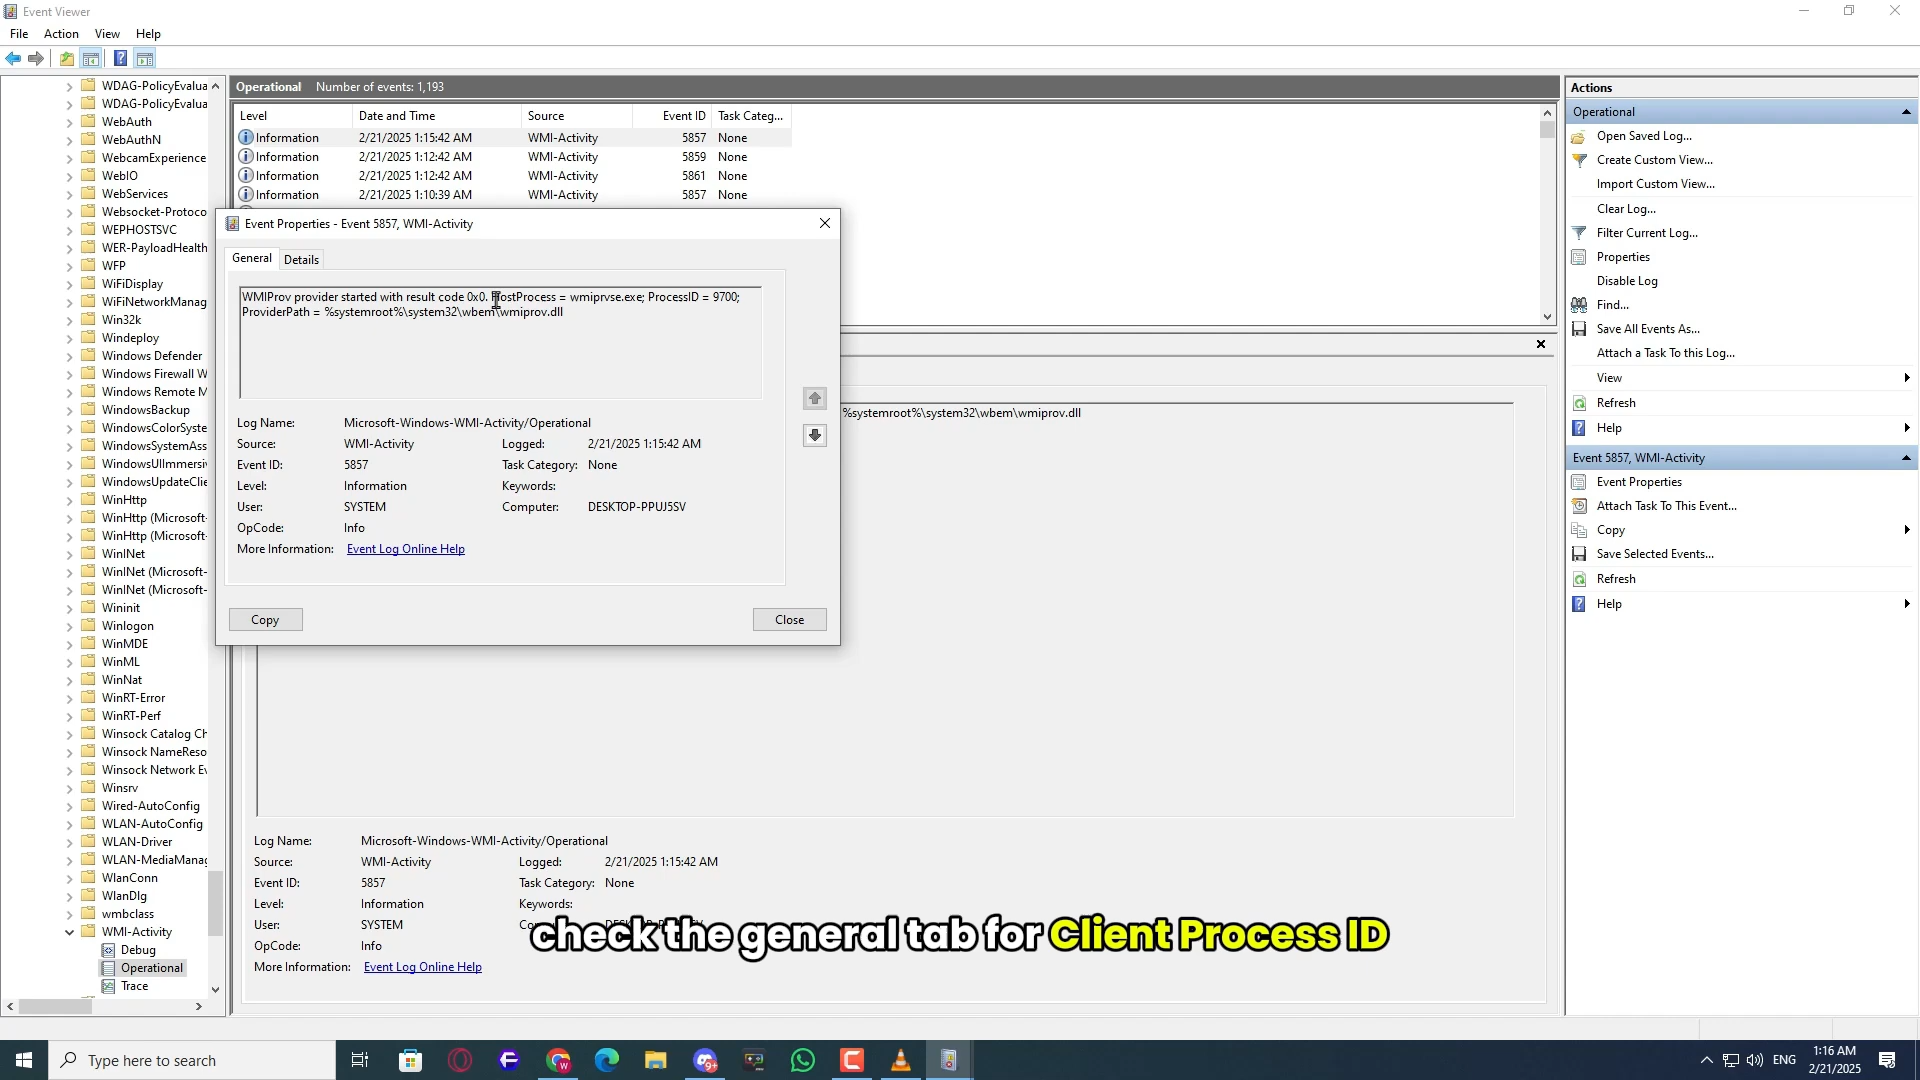 Event Viewer
File Action View Help
WDAG-PolicyEvalua
WDAG-PolicyEvalua
WebAuth
WebAuthN
WebcamExperience
WebIO
WebServices
Websocket-Protoco
WEPHOSTSVC
WER-PayloadHealth
WFP
WiFiDisplay
WiFiNetworkManag
Win32k
Windeploy
Windows Defender
Windows Firewall W
Windows Remote M
WindowsBackup
WindowsColorSyste
WindowsSystemAss
WindowsUIImmersiv
WindowsUpdateClie
WinHttp
WinHttp (Microsoft-
WinHttp (Microsoft-
WinINet
WinINet (Microsoft-
WinINet (Microsoft-
Wininit
Winlogon
WinMDE
WinML
WinNat
WinRT-Error
WinRT-Perf
Winsock Catalog Ch
Winsock NameReso
Winsock Network Ev
Winsrv
Wired-AutoConfig
WLAN-AutoConfig
WLAN-Driver
WLAN-MediaManag
WlanConn
WlanDlg
wmbclass
WMI-Activity
Debug
Operational
Trace
Operational Number of events: 1,193
Level Date and Time Source Event ID Task Categ...
Information 2/21/2025 1:15:42 AM WMI-Activity 5857 None
Information 2/21/2025 1:12:42 AM WMI-Activity 5859 None
Information 2/21/2025 1:12:42 AM WMI-Activity 5861 None
Information 2/21/2025 1:10:39 AM WMI-Activity 5857 None
Event Properties - Event 5857, WMI-Activity
General Details
WMIProv provider started with result code 0x0. HostProcess = wmiprvse.exe; ProcessID = 9700;
ProviderPath = %systemroot%\system32\wbem\wmiprov.dll
Log Name: Microsoft-Windows-WMI-Activity/Operational
Source: WMI-Activity Logged: 2/21/2025 1:15:42 AM
Event ID: 5857 Task Category: None
Level: Information Keywords:
User: SYSTEM Computer: DESKTOP-PPUJ5SV
OpCode: Info
More Information: Event Log Online Help
Copy Close
%systemroot%\system32\wbem\wmiprov.dll
Log Name: Microsoft-Windows-WMI-Activity/Operational
Source: WMI-Activity Logged: 2/21/2025 1:15:42 AM
Event ID: 5857 Task Category: None
Level: Information Keywords:
User: SYSTEM
OpCode: Info
More Information: Event Log Online Help
check the general tab for Client Process ID
Actions
Operational
Open Saved Log...
Create Custom View...
Import Custom View...
Clear Log...
Filter Current Log...
Properties
Disable Log
Find...
Save All Events As...
Attach a Task To this Log...
View
Refresh
Help
Event 5857, WMI-Activity
Event Properties
Attach Task To This Event...
Copy
Save Selected Events...
Refresh
Help
Type here to search
9+
ENG
1:16 AM
2/21/2025